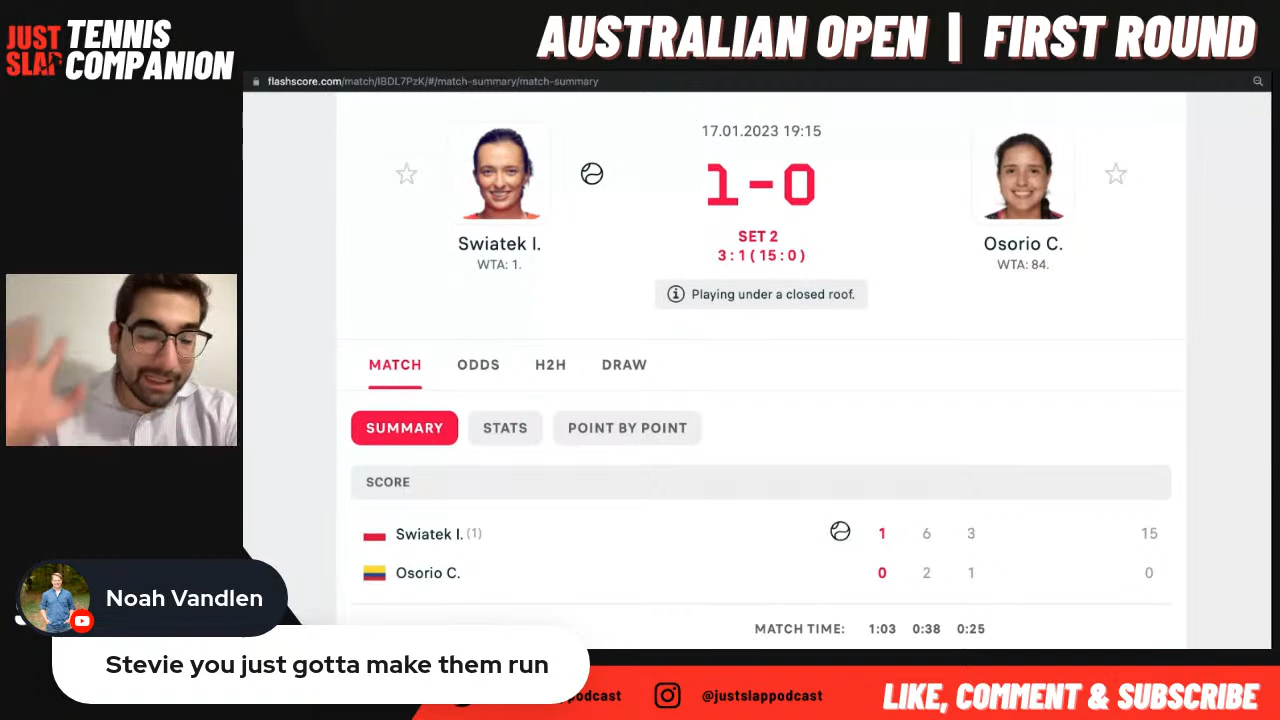 JUST
SLAP
TENNIS
COMPANION
AUSTRALIAN OPEN | FIRST ROUND
flashscore.com/match/IBDL7PzK/#/match-summary/match-summary
17.01.2023 19:15
1-0
Swiatek I.
WTA: 1.
SET 2
3 : 1 ( 15 : 0 )
Osorio C.
WTA: 84.
Playing under a closed roof.
MATCH ODDS H2H DRAW
SUMMARY STATS POINT BY POINT
SCORE
Swiatek I. (1) 1 6 3 15
Osorio C. 0 2 1 0
MATCH TIME: 1:03 0:38 0:25
Noah Vandlen
Stevie you just gotta make them run
podcast @justslappodcast LIKE, COMMENT & SUBSCRIBE